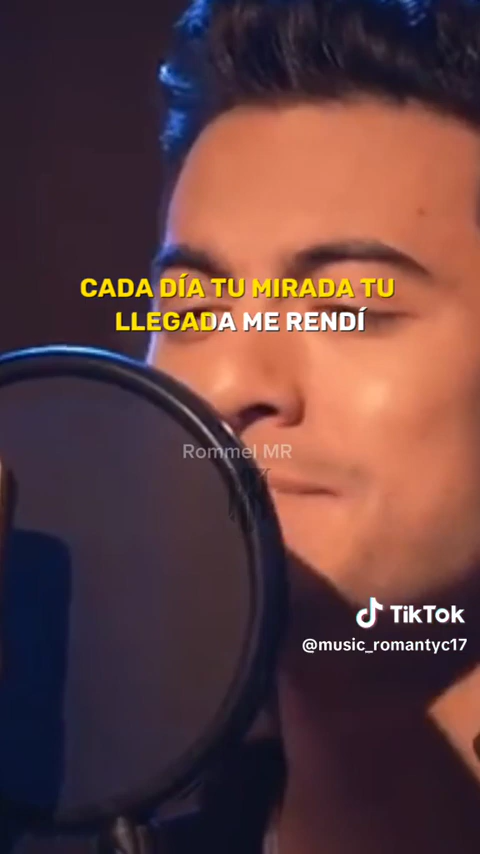 CADA DÍA TU MIRADA TU
LLEGADA ME RENDÍ
Rommel MR
TikTok
@music_romantyc17